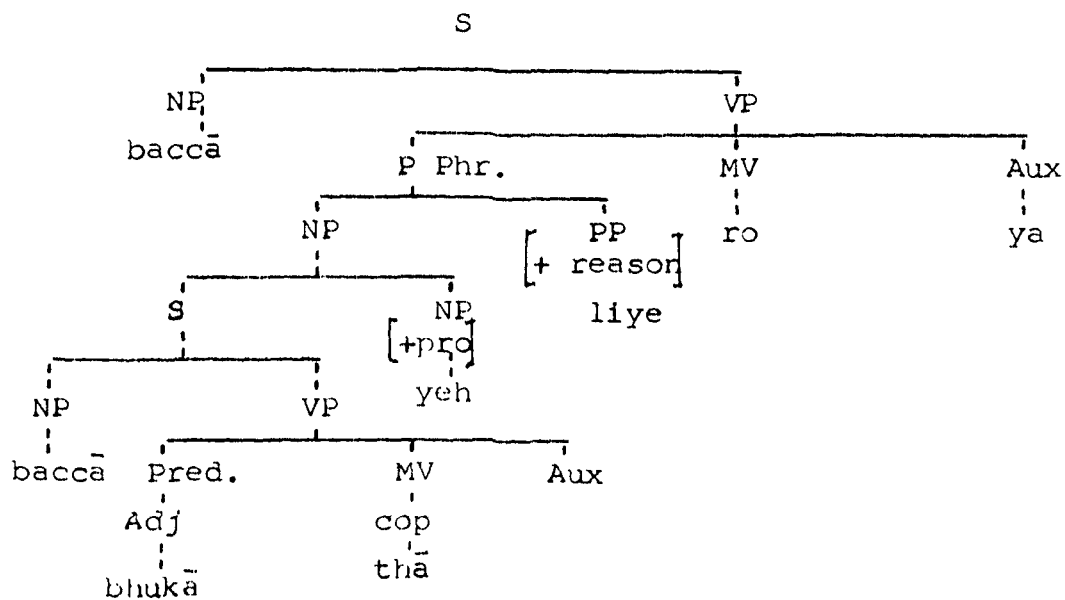 S
NP VP
baccā
P Phr. MV Aux
NP PP ro ya
[+ reason]
S NP liye
[+pro]
yeh
NP VP
baccā Pred. MV Aux
Adj cop
bhukā thā